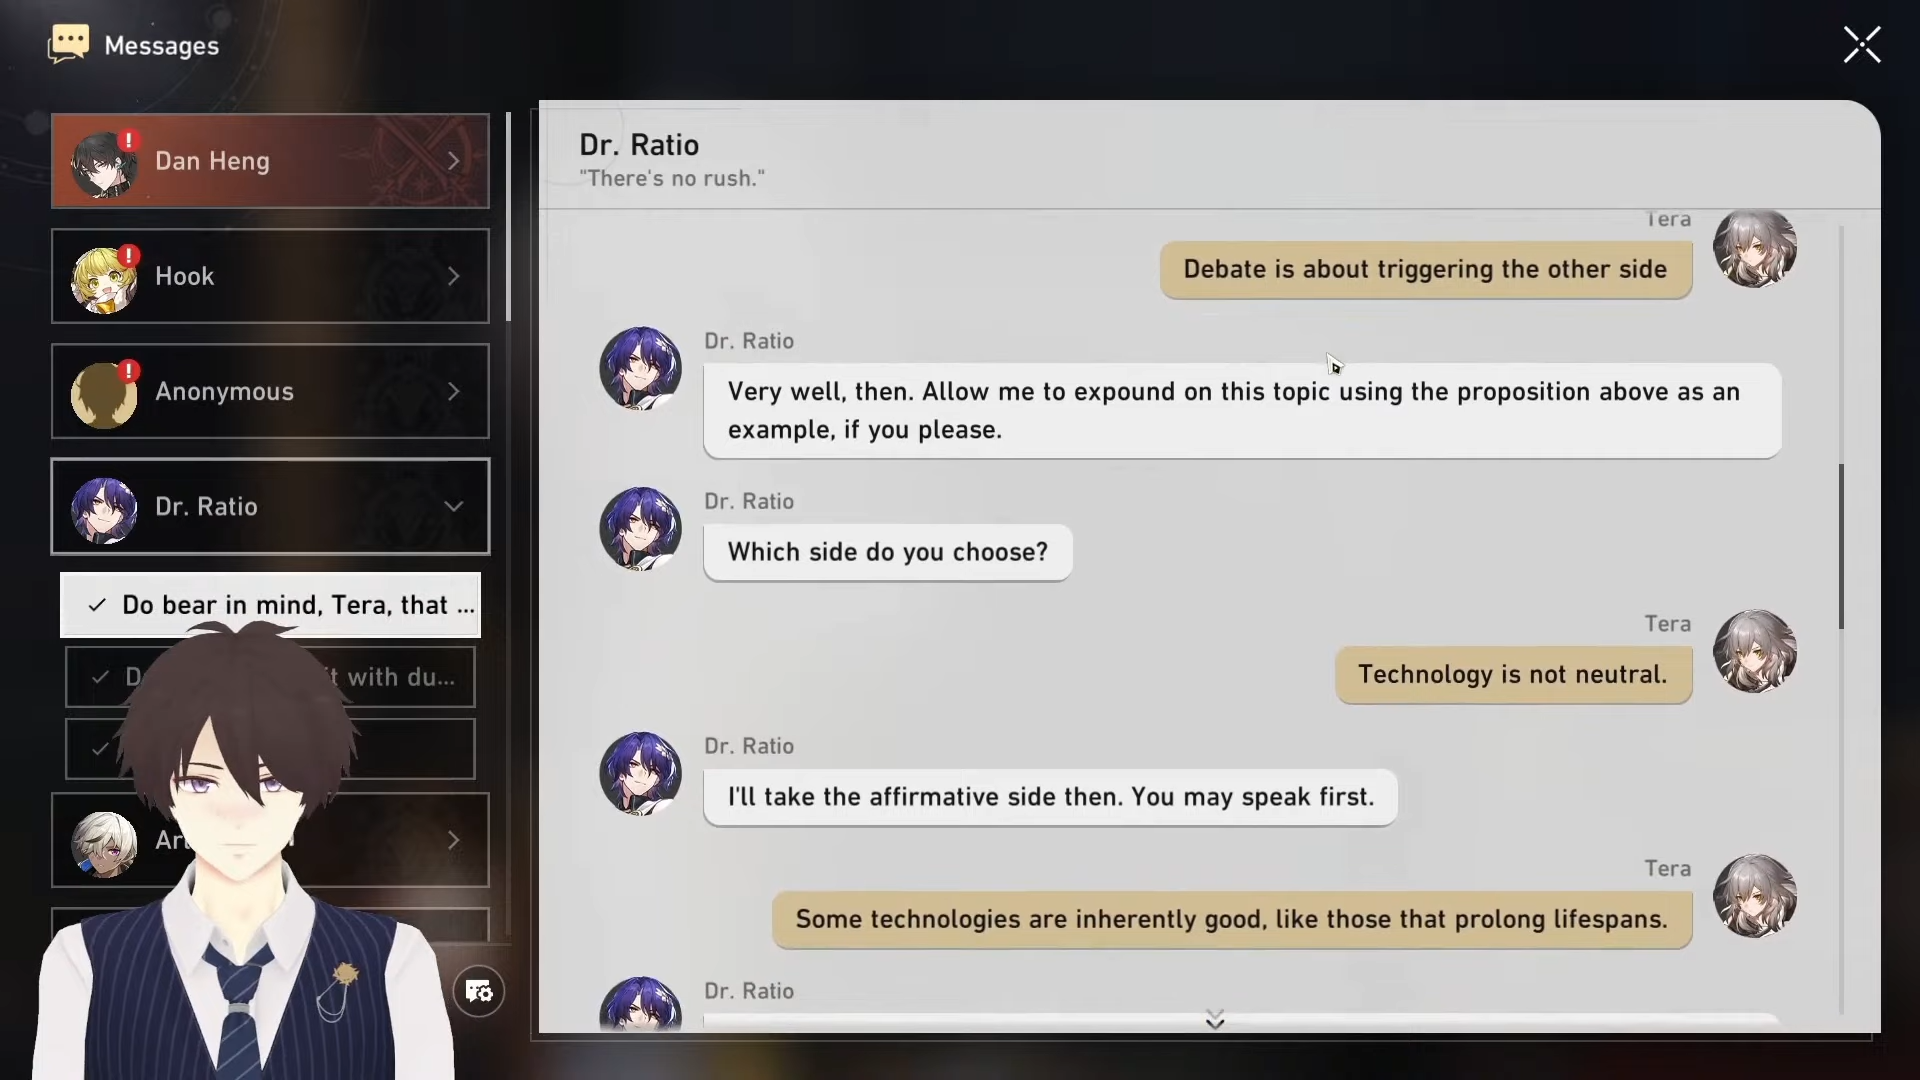 Messages
Dan Heng
Hook
Anonymous
Dr. Ratio
Do bear in mind, Tera, that ...
D
it with du...
Ar
Dr. Ratio
"There's no rush."
Tera
Debate is about triggering the other side
Dr. Ratio
Very well, then. Allow me to expound on this topic using the proposition above as an
example, if you please.
Dr. Ratio
Which side do you choose?
Tera
Technology is not neutral.
Dr. Ratio
I'll take the affirmative side then. You may speak first.
Tera
Some technologies are inherently good, like those that prolong lifespans.
Dr. Ratio